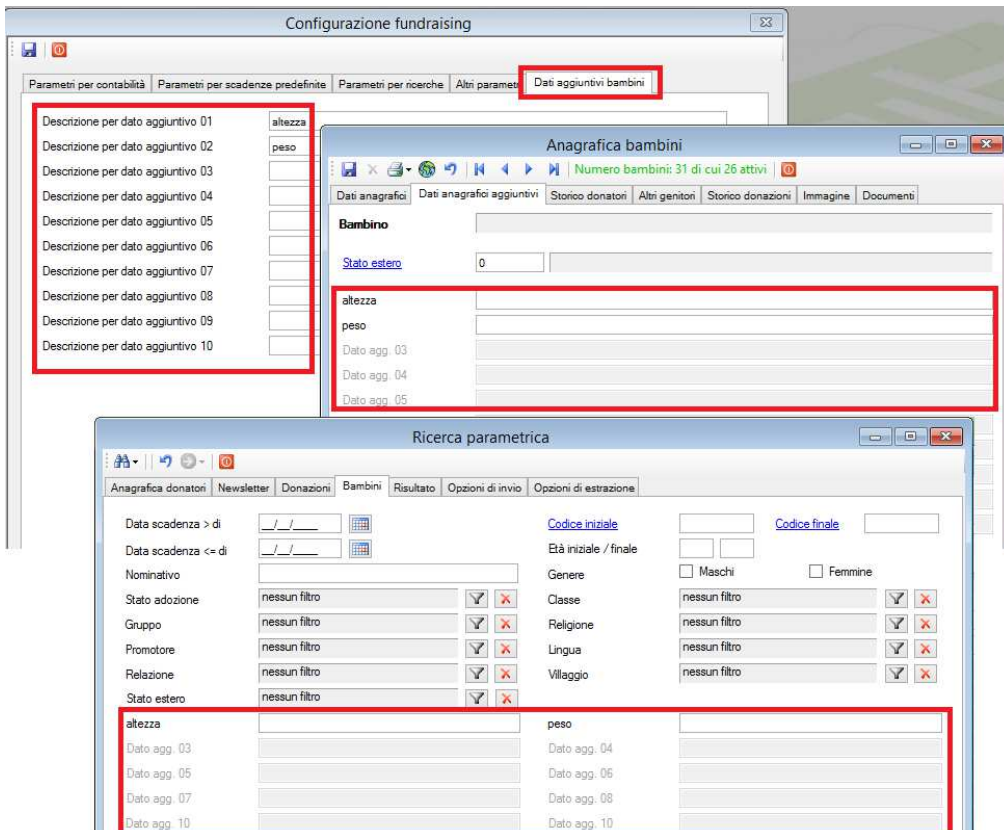 Configurazione fundraising
Parametri per contabilità Parametri per scadenze predefinite Parametri per ricerche Altri parametri Dati aggiuntivi bambini
Descrizione per dato aggiuntivo 01 altezza
Descrizione per dato aggiuntivo 02 peso
Descrizione per dato aggiuntivo 03
Descrizione per dato aggiuntivo 04
Descrizione per dato aggiuntivo 05
Descrizione per dato aggiuntivo 06
Descrizione per dato aggiuntivo 07
Descrizione per dato aggiuntivo 08
Descrizione per dato aggiuntivo 09
Descrizione per dato aggiuntivo 10
Anagrafica bambini
Numero bambini: 31 di cui 26 attivi
Dati anagrafici Dati anagrafici aggiuntivi Storico donatori Altri genitori Storico donazioni Immagine Documenti
Bambino
Stato estero 0
altezza
peso
Dato agg. 03
Dato agg. 04
Dato agg. 05
Ricerca parametrica
Anagrafica donatori Newsletter Donazioni Bambini Risultato Opzioni di invio Opzioni di estrazione
Data scadenza > di __/__/____ Codice iniziale Codice finale
Data scadenza <= di __/__/____ Età iniziale / finale
Nominativo Genere Maschi Femmine
Stato adozione nessun filtro Classe nessun filtro
Gruppo nessun filtro Religione nessun filtro
Promotore nessun filtro Lingua nessun filtro
Relazione nessun filtro Villaggio nessun filtro
Stato estero nessun filtro
altezza peso
Dato agg. 03 Dato agg. 04
Dato agg. 05 Dato agg. 06
Dato agg. 07 Dato agg. 08
Dato agg. 10 Dato agg. 10